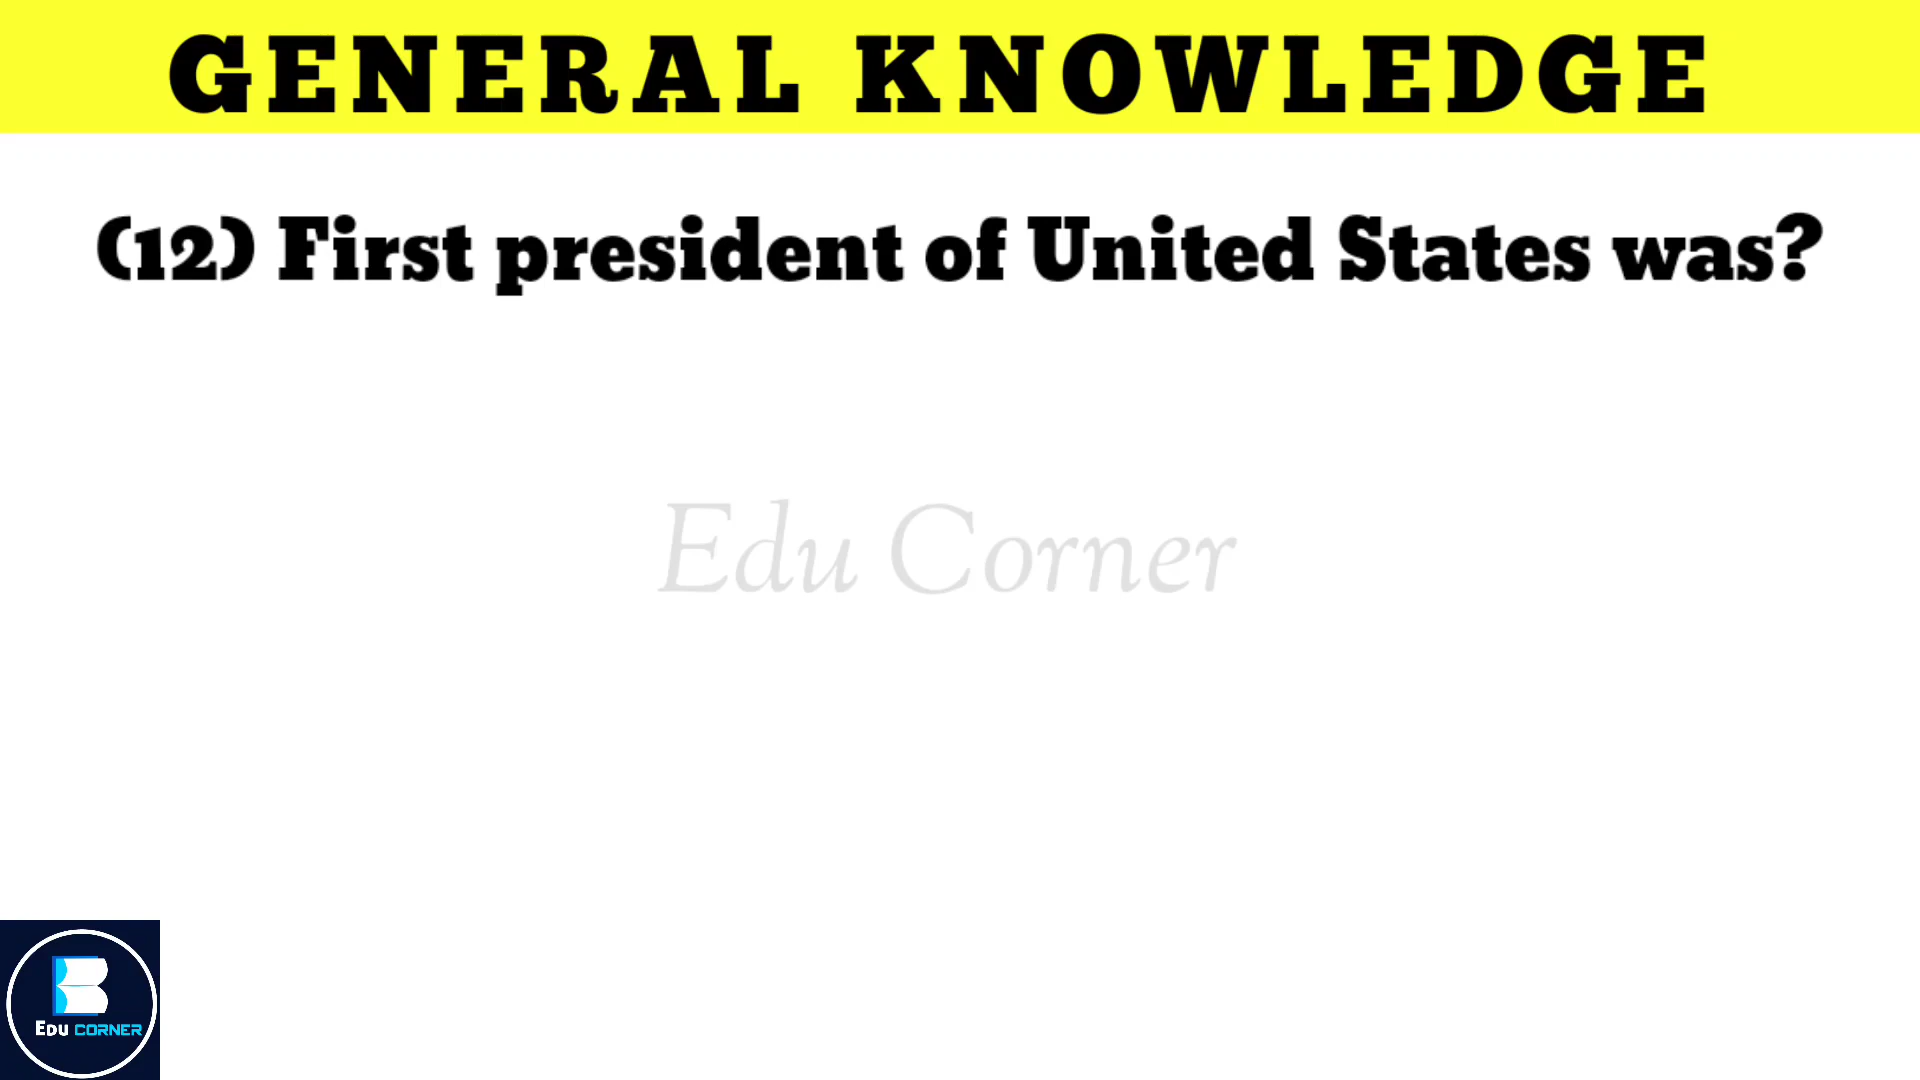 GENERAL KNOWLEDGE
(12) First president of United States was?
Edu Corner
EDU CORNER